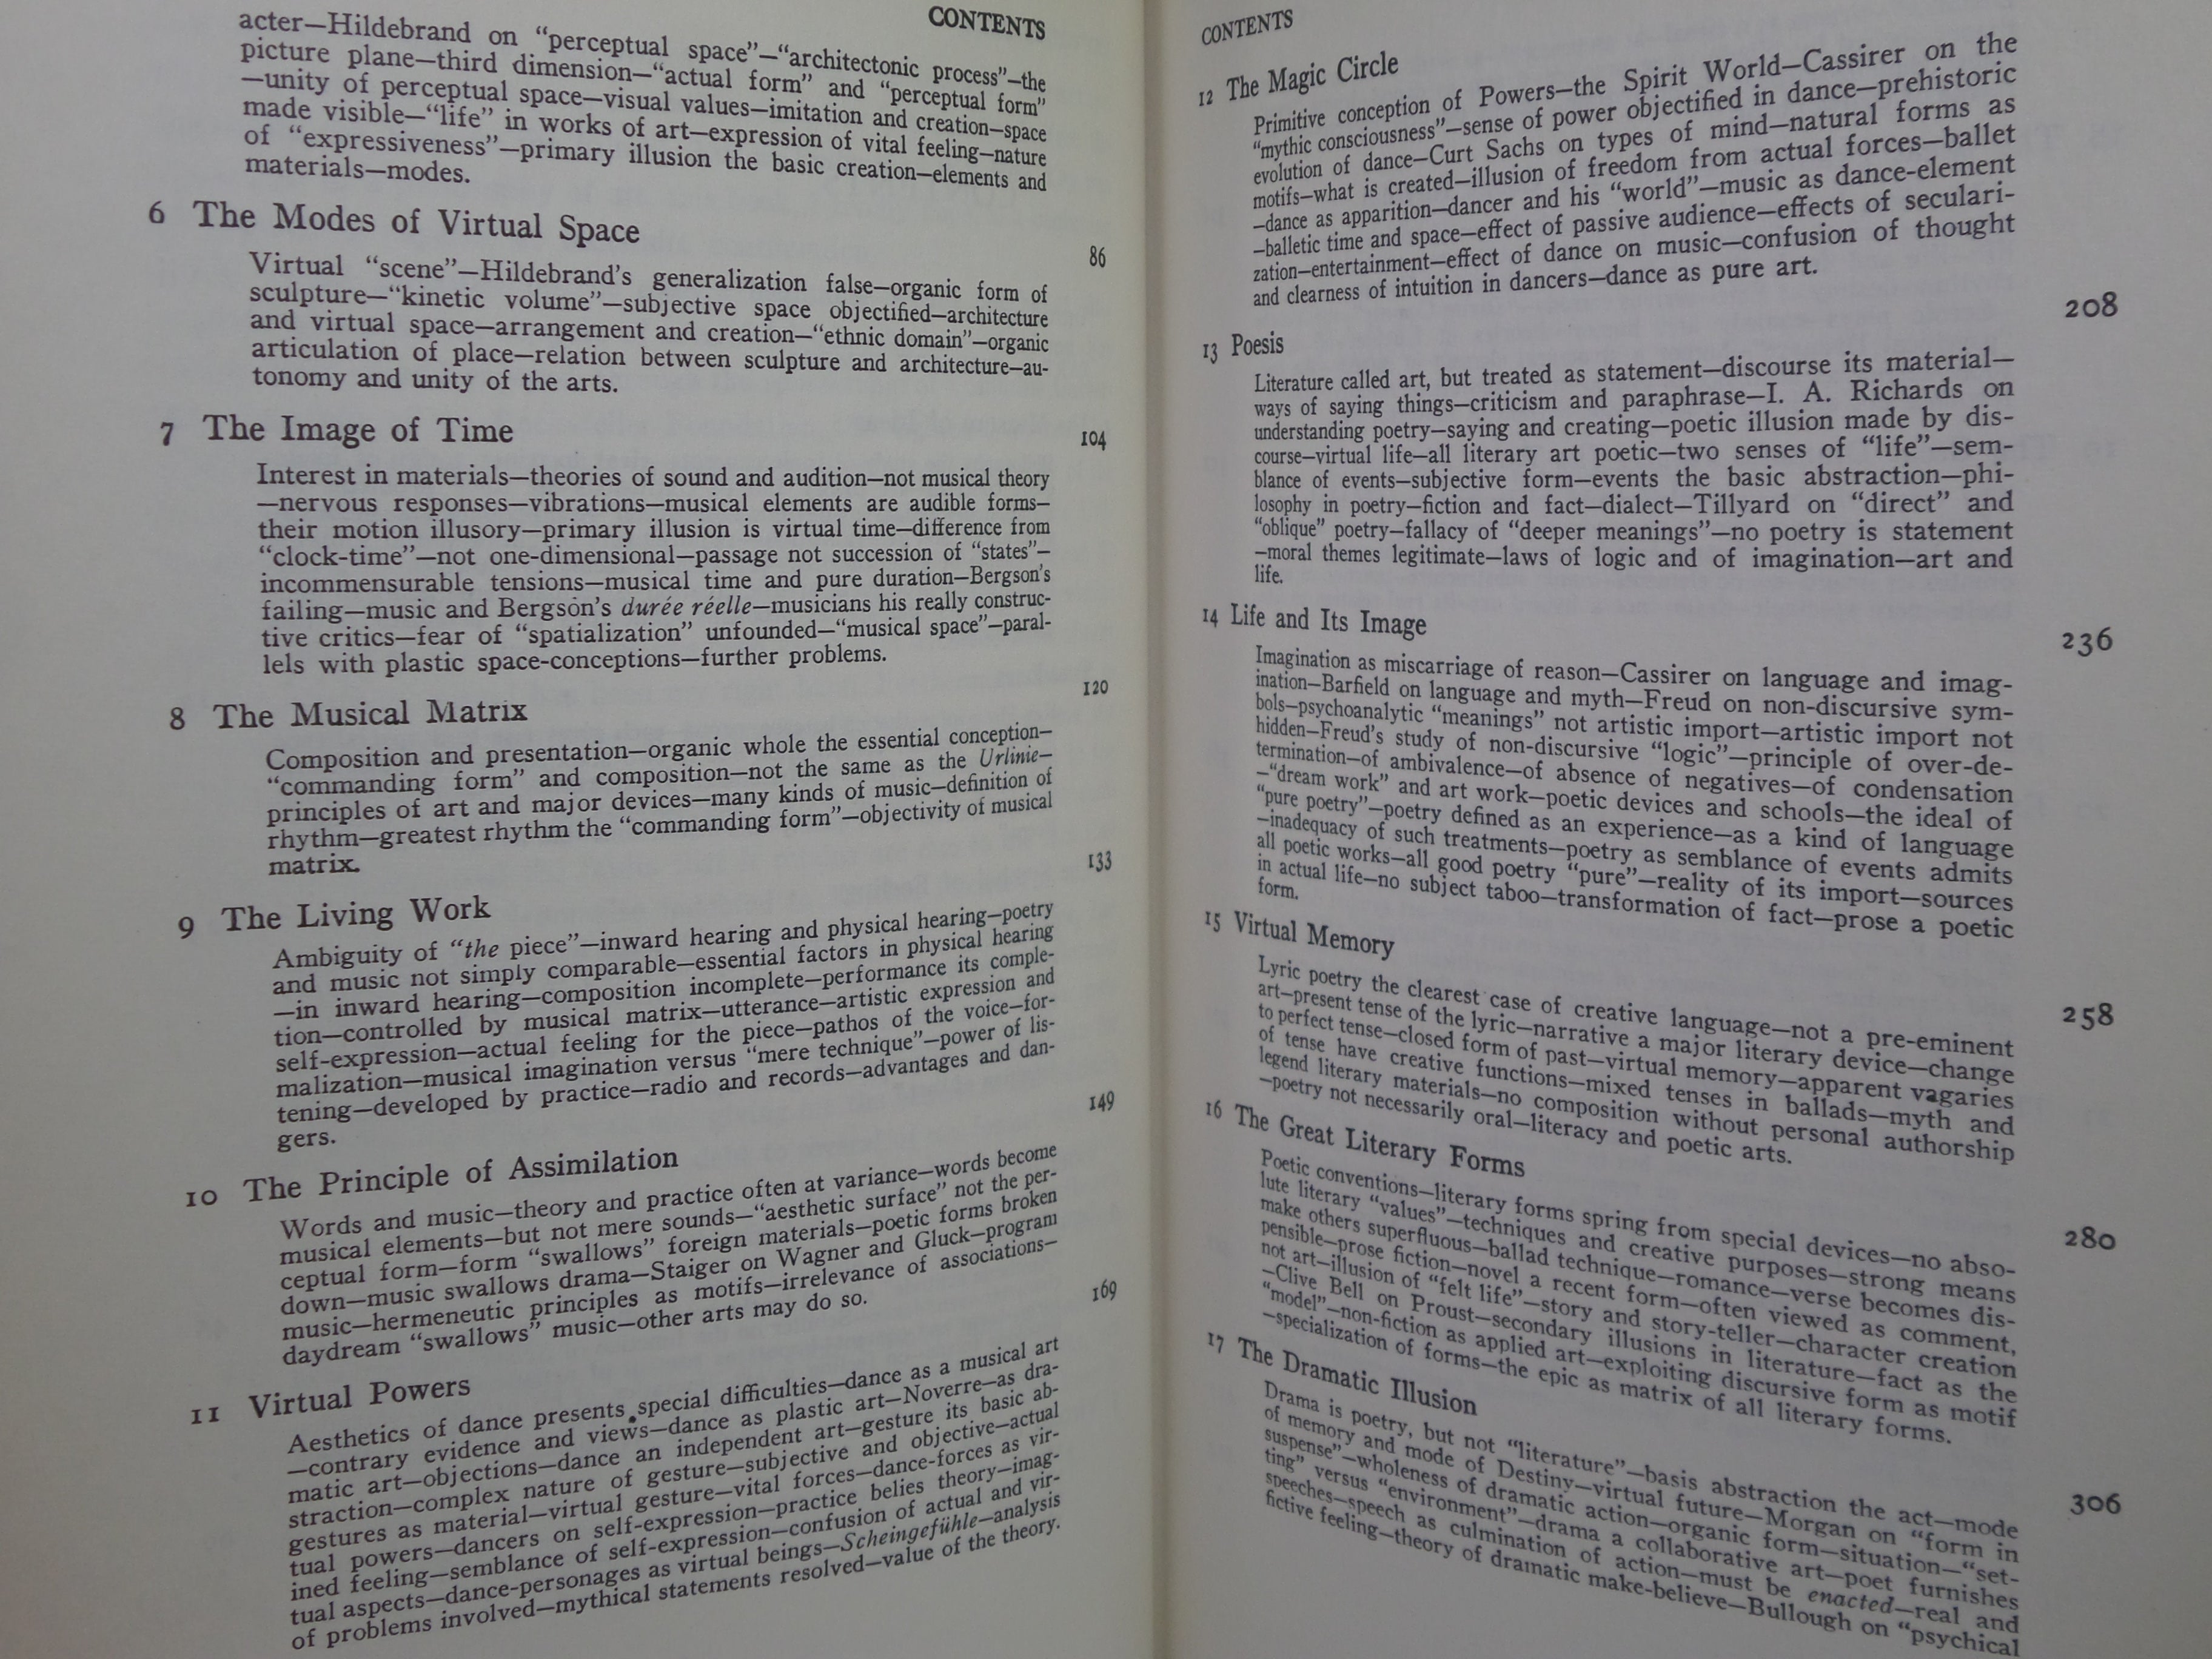 CONTENTS
acter—Hildebrand on “perceptual space”—“architectonic process”—the
picture plane—third dimension—“actual form” and “perceptual form”
—unity of perceptual space—visual values—imitation and creation—space
made visible—“life” in works of art—expression of vital feeling—nature
of “expressiveness”—primary illusion the basic creation—elements and
materials—modes.
6 The Modes of Virtual Space 86
Virtual “scene”—Hildebrand’s generalization false—organic form of
sculpture—“kinetic volume”—subjective space objectified—architecture
and virtual space—arrangement and creation—“ethnic domain”—organic
articulation of place—relation between sculpture and architecture—au-
tonomy and unity of the arts.
7 The Image of Time 104
Interest in materials—theories of sound and audition—not musical theory
—nervous responses—vibrations—musical elements are audible forms—
their motion illusory—primary illusion is virtual time—difference from
“clock-time”—not one-dimensional—passage not succession of “states”—
incommensurable tensions—musical time and pure duration—Bergson’s
failing—music and Bergson’s durée réelle—musicians his really construc-
tive critics—fear of “spatialization” unfounded—“musical space”—paral-
lels with plastic space-conceptions—further problems.
8 The Musical Matrix 120
Composition and presentation—organic whole the essential conception—
“commanding form” and composition—not the same as the Urlinie—
principles of art and major devices—many kinds of music—definition of
rhythm—greatest rhythm the “commanding form”—objectivity of musical
matrix.
9 The Living Work 133
Ambiguity of “the piece”—inward hearing and physical hearing—poetry
and music not simply comparable—essential factors in physical hearing
—in inward hearing—composition incomplete—performance its comple-
tion—controlled by musical matrix—utterance—artistic expression and
self-expression—actual feeling for the piece—pathos of the voice—for-
malization—musical imagination versus “mere technique”—power of lis-
tening—developed by practice—radio and records—advantages and dan-
gers.
10 The Principle of Assimilation 149
Words and music—theory and practice often at variance—words become
musical elements—but not mere sounds—“aesthetic surface” not the per-
ceptual form—form “swallows” foreign materials—poetic forms broken
down—music swallows drama—Staiger on Wagner and Gluck—program
music—hermeneutic principles as motifs—irrelevance of associations—
daydream “swallows” music—other arts may do so.
11 Virtual Powers 169
Aesthetics of dance presents special difficulties—dance as a musical art
—contrary evidence and views—dance as plastic art—Noverre—as dra-
matic art—objections—dance an independent art—gesture its basic ab-
straction—complex nature of gesture—subjective and objective—actual
gestures as material—virtual gesture—vital forces—dance-forces as vir-
tual powers—dancers on self-expression—practice belies theory—imag-
ined feeling—semblance of self-expression—confusion of actual and vir-
tual aspects—dance-personages as virtual beings—Scheingefühle—analysis
of problems involved—mythical statements resolved—value of the theory.
CONTENTS
12 The Magic Circle
Primitive conception of Powers—the Spirit World—Cassirer on the
“mythic consciousness”—sense of power objectified in dance—prehistoric
evolution of dance—Curt Sachs on types of mind—natural forms as
motifs—what is created—illusion of freedom from actual forces—ballet
—dance as apparition—dancer and his “world”—music as dance-element
—balletic time and space—effect of passive audience—effects of seculari-
zation—entertainment—effect of dance on music—confusion of thought
and clearness of intuition in dancers—dance as pure art.
13 Poesis 208
Literature called art, but treated as statement—discourse its material—
ways of saying things—criticism and paraphrase—I. A. Richards on
understanding poetry—saying and creating—poetic illusion made by dis-
course—virtual life—all literary art poetic—two senses of “life”—sem-
blance of events—subjective form—events the basic abstraction—phi-
losophy in poetry—fiction and fact—dialect—Tillyard on “direct” and
“oblique” poetry—fallacy of “deeper meanings”—no poetry is statement
—moral themes legitimate—laws of logic and of imagination—art and
life.
14 Life and Its Image 236
Imagination as miscarriage of reason—Cassirer on language and imag-
ination—Barfield on language and myth—Freud on non-discursive sym-
bols—psychoanalytic “meanings” not artistic import—artistic import not
hidden—Freud’s study of non-discursive “logic”—principle of over-de-
termination—of ambivalence—of absence of negatives—of condensation
—“dream work” and art work—poetic devices and schools—the ideal of
“pure poetry”—poetry defined as an experience—as a kind of language
—inadequacy of such treatments—poetry as semblance of events admits
all poetic works—all good poetry “pure”—reality of its import—sources
in actual life—no subject taboo—transformation of fact—prose a poetic
form.
15 Virtual Memory 258
Lyric poetry the clearest case of creative language—not a pre-eminent
art—present tense of the lyric—narrative a major literary device—change
to perfect tense—closed form of past—virtual memory—apparent vagaries
of tense have creative functions—mixed tenses in ballads—myth and
legend literary materials—no composition without personal authorship
—poetry not necessarily oral—literacy and poetic arts.
16 The Great Literary Forms 280
Poetic conventions—literary forms spring from special devices—no abso-
lute literary “values”—techniques and creative purposes—strong means
make others superfluous—ballad technique—romance—verse becomes dis-
pensible—prose fiction—novel a recent form—often viewed as comment,
not art—illusion of “felt life”—story and story-teller—character creation
—Clive Bell on Proust—secondary illusions in literature—fact as the
“model”—non-fiction as applied art—exploiting discursive form as motif
—specialization of forms—the epic as matrix of all literary forms.
17 The Dramatic Illusion 306
Drama is poetry, but not “literature”—basis abstraction the act—mode
of memory and mode of Destiny—virtual future—Morgan on “form in
suspense”—wholeness of dramatic action—organic form—situation—“set-
ting” versus “environment”—drama a collaborative art—poet furnishes
speeches—speech as culmination of action—must be enacted—real and
fictive feeling—theory of dramatic make-believe—Bullough on “psychical